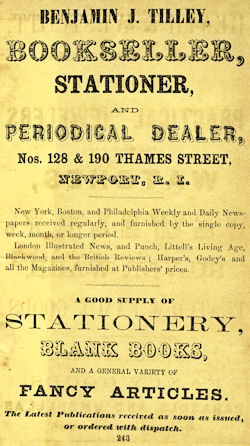 BENJAMIN J. TILLEY,
BOOKSELLER,
STATIONER,
AND
PERIODICAL DEALER,
Nos. 128 & 190 THAMES STREET,
NEWPORT, R. I.
New York, Boston, and Philadelphia Weekly and Daily News-
papers received regularly, and furnished by the single copy,
week, month, or longer period.
London Illustrated News, and Punch, Littell's Living Age,
Blackwood, and the British Reviews; Harper's, Godey's and
all the Magazines, furnished at Publishers' prices.
A GOOD SUPPLY OF
STATIONERY,
BLANK BOOKS,
AND A GENERAL VARIETY OF
FANCY ARTICLES.
The Latest Publications received as soon as issued,
or ordered with dispatch.
243